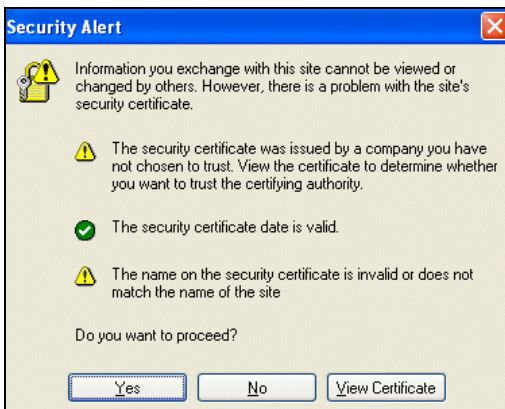 Security Alert
Information you exchange with this site cannot be viewed or
changed by others. However, there is a problem with the site's
security certificate.
The security certificate was issued by a company you have
not chosen to trust. View the certificate to determine whether
you want to trust the certifying authority.
The security certificate date is valid.
The name on the security certificate is invalid or does not
match the name of the site
Do you want to proceed?
Yes No View Certificate